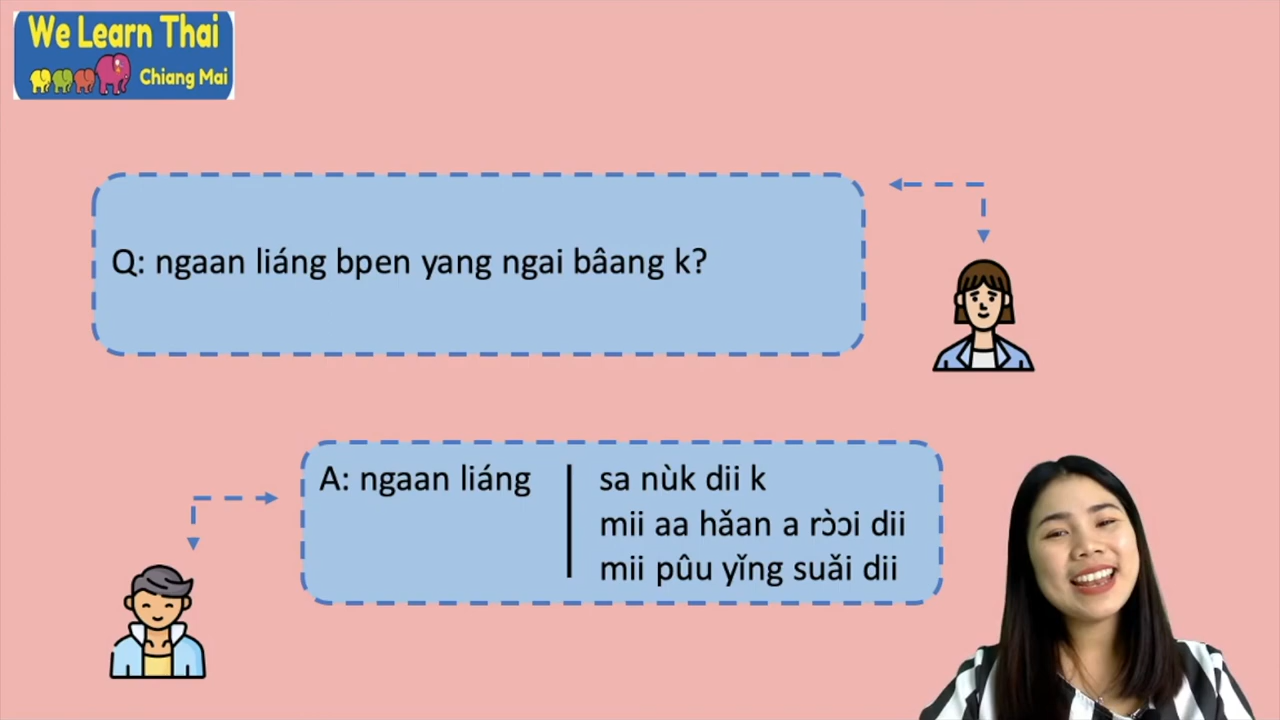 We Learn Thai
Chiang Mai
Q: ngaan liáng bpen yang ngai bâang k?
A: ngaan liáng
sa nùk dii k
mii aa hǎan a rɔ̀ɔi dii
mii pûu yǐng suǎi dii